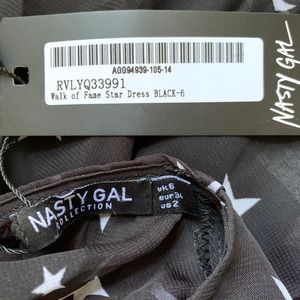 AGG94939-105-14
RVLYQ33991
Walk of Fame Star Dress BLACK-6
NASTY GAL
NASTY GAL
COLLECTION
UK6
EUR34
US2